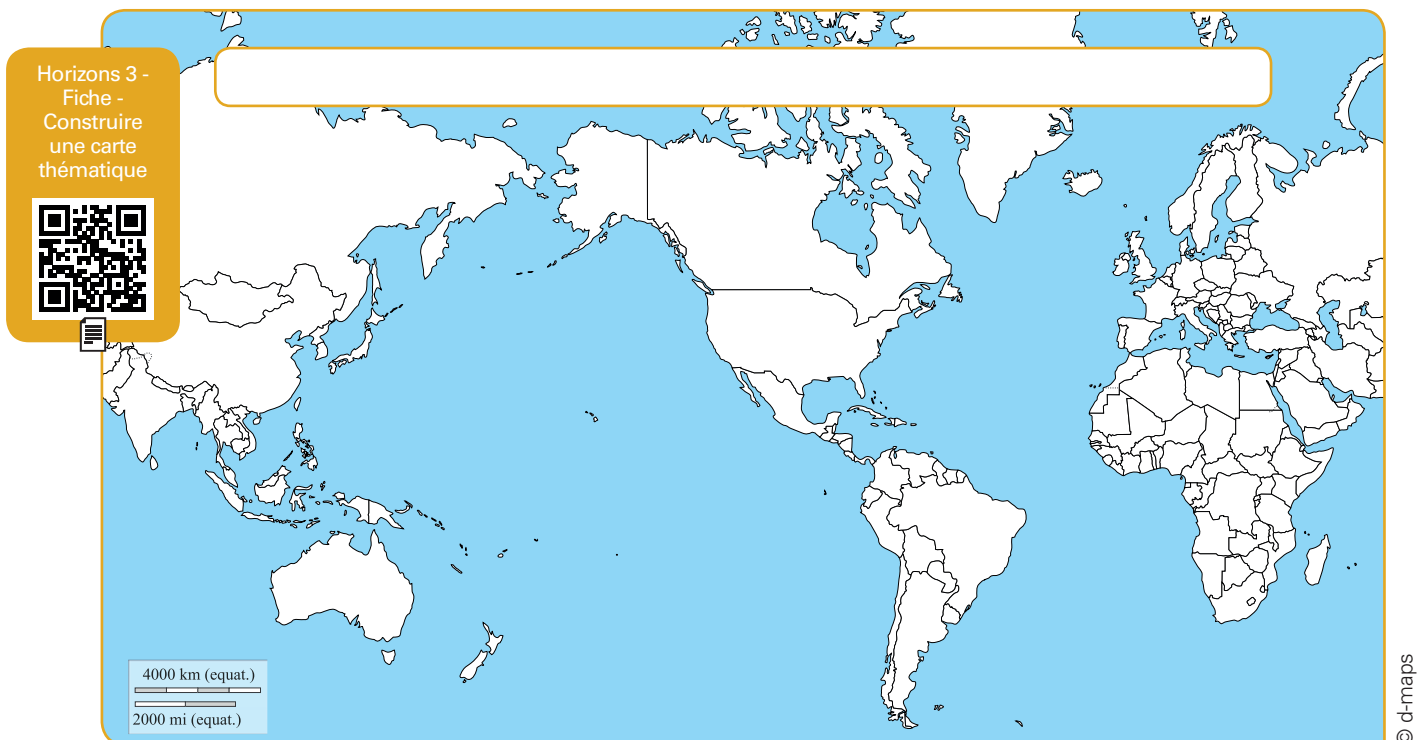 Horizons 3 -
Fiche -
Construire
une carte
thématique
4000 km (equat.)
2000 mi (equat.)
© d-maps